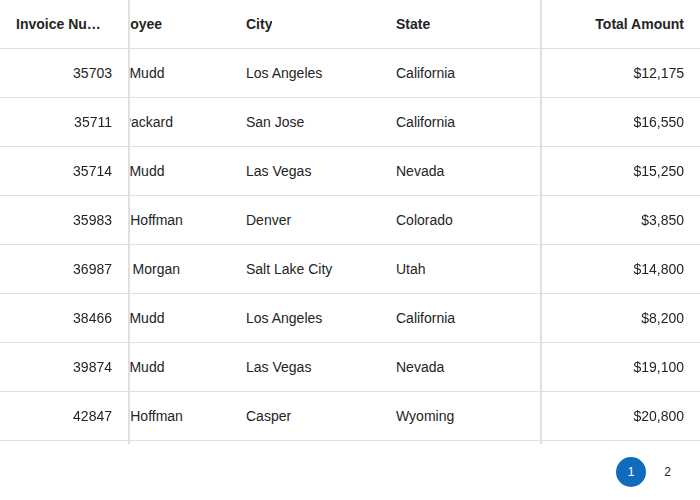 Invoice Nu… oyee City State Total Amount
35703 Mudd Los Angeles California $12,175
35711 ackard San Jose California $16,550
35714 Mudd Las Vegas Nevada $15,250
35983 Hoffman Denver Colorado $3,850
36987 Morgan Salt Lake City Utah $14,800
38466 Mudd Los Angeles California $8,200
39874 Mudd Las Vegas Nevada $19,100
42847 Hoffman Casper Wyoming $20,800
1 2